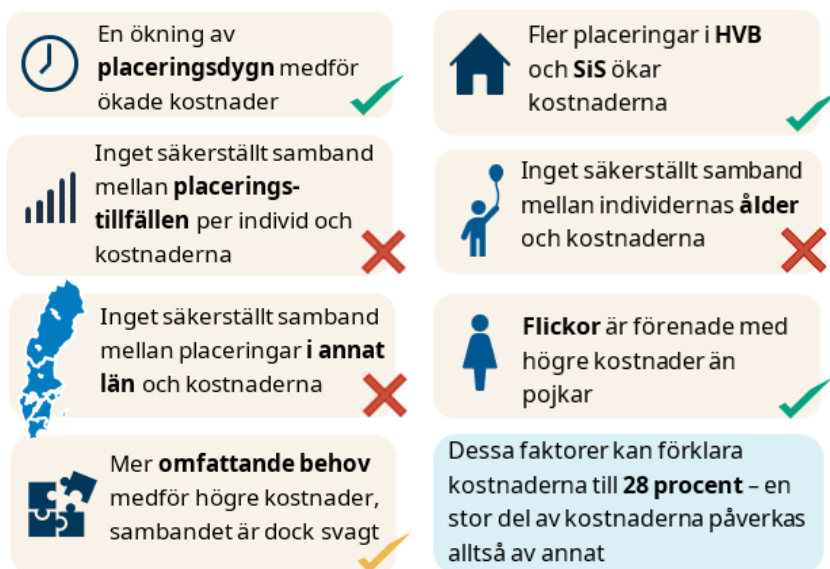 En ökning av
placeringsdygn medför
ökade kostnader
Fler placeringar i HVB
och SiS ökar
kostnaderna
Inget säkerställt samband
mellan placerings-
tillfällen per individ och
kostnaderna
Inget säkerställt samband
mellan individernas ålder
och kostnaderna
Inget säkerställt samband
mellan placeringar i annat
län och kostnaderna
Flickor är förenade med
högre kostnader än
pojkar
Mer omfattande behov
medför högre kostnader,
sambandet är dock svagt
Dessa faktorer kan förklara
kostnaderna till 28 procent – en
stor del av kostnaderna påverkas
alltså av annat